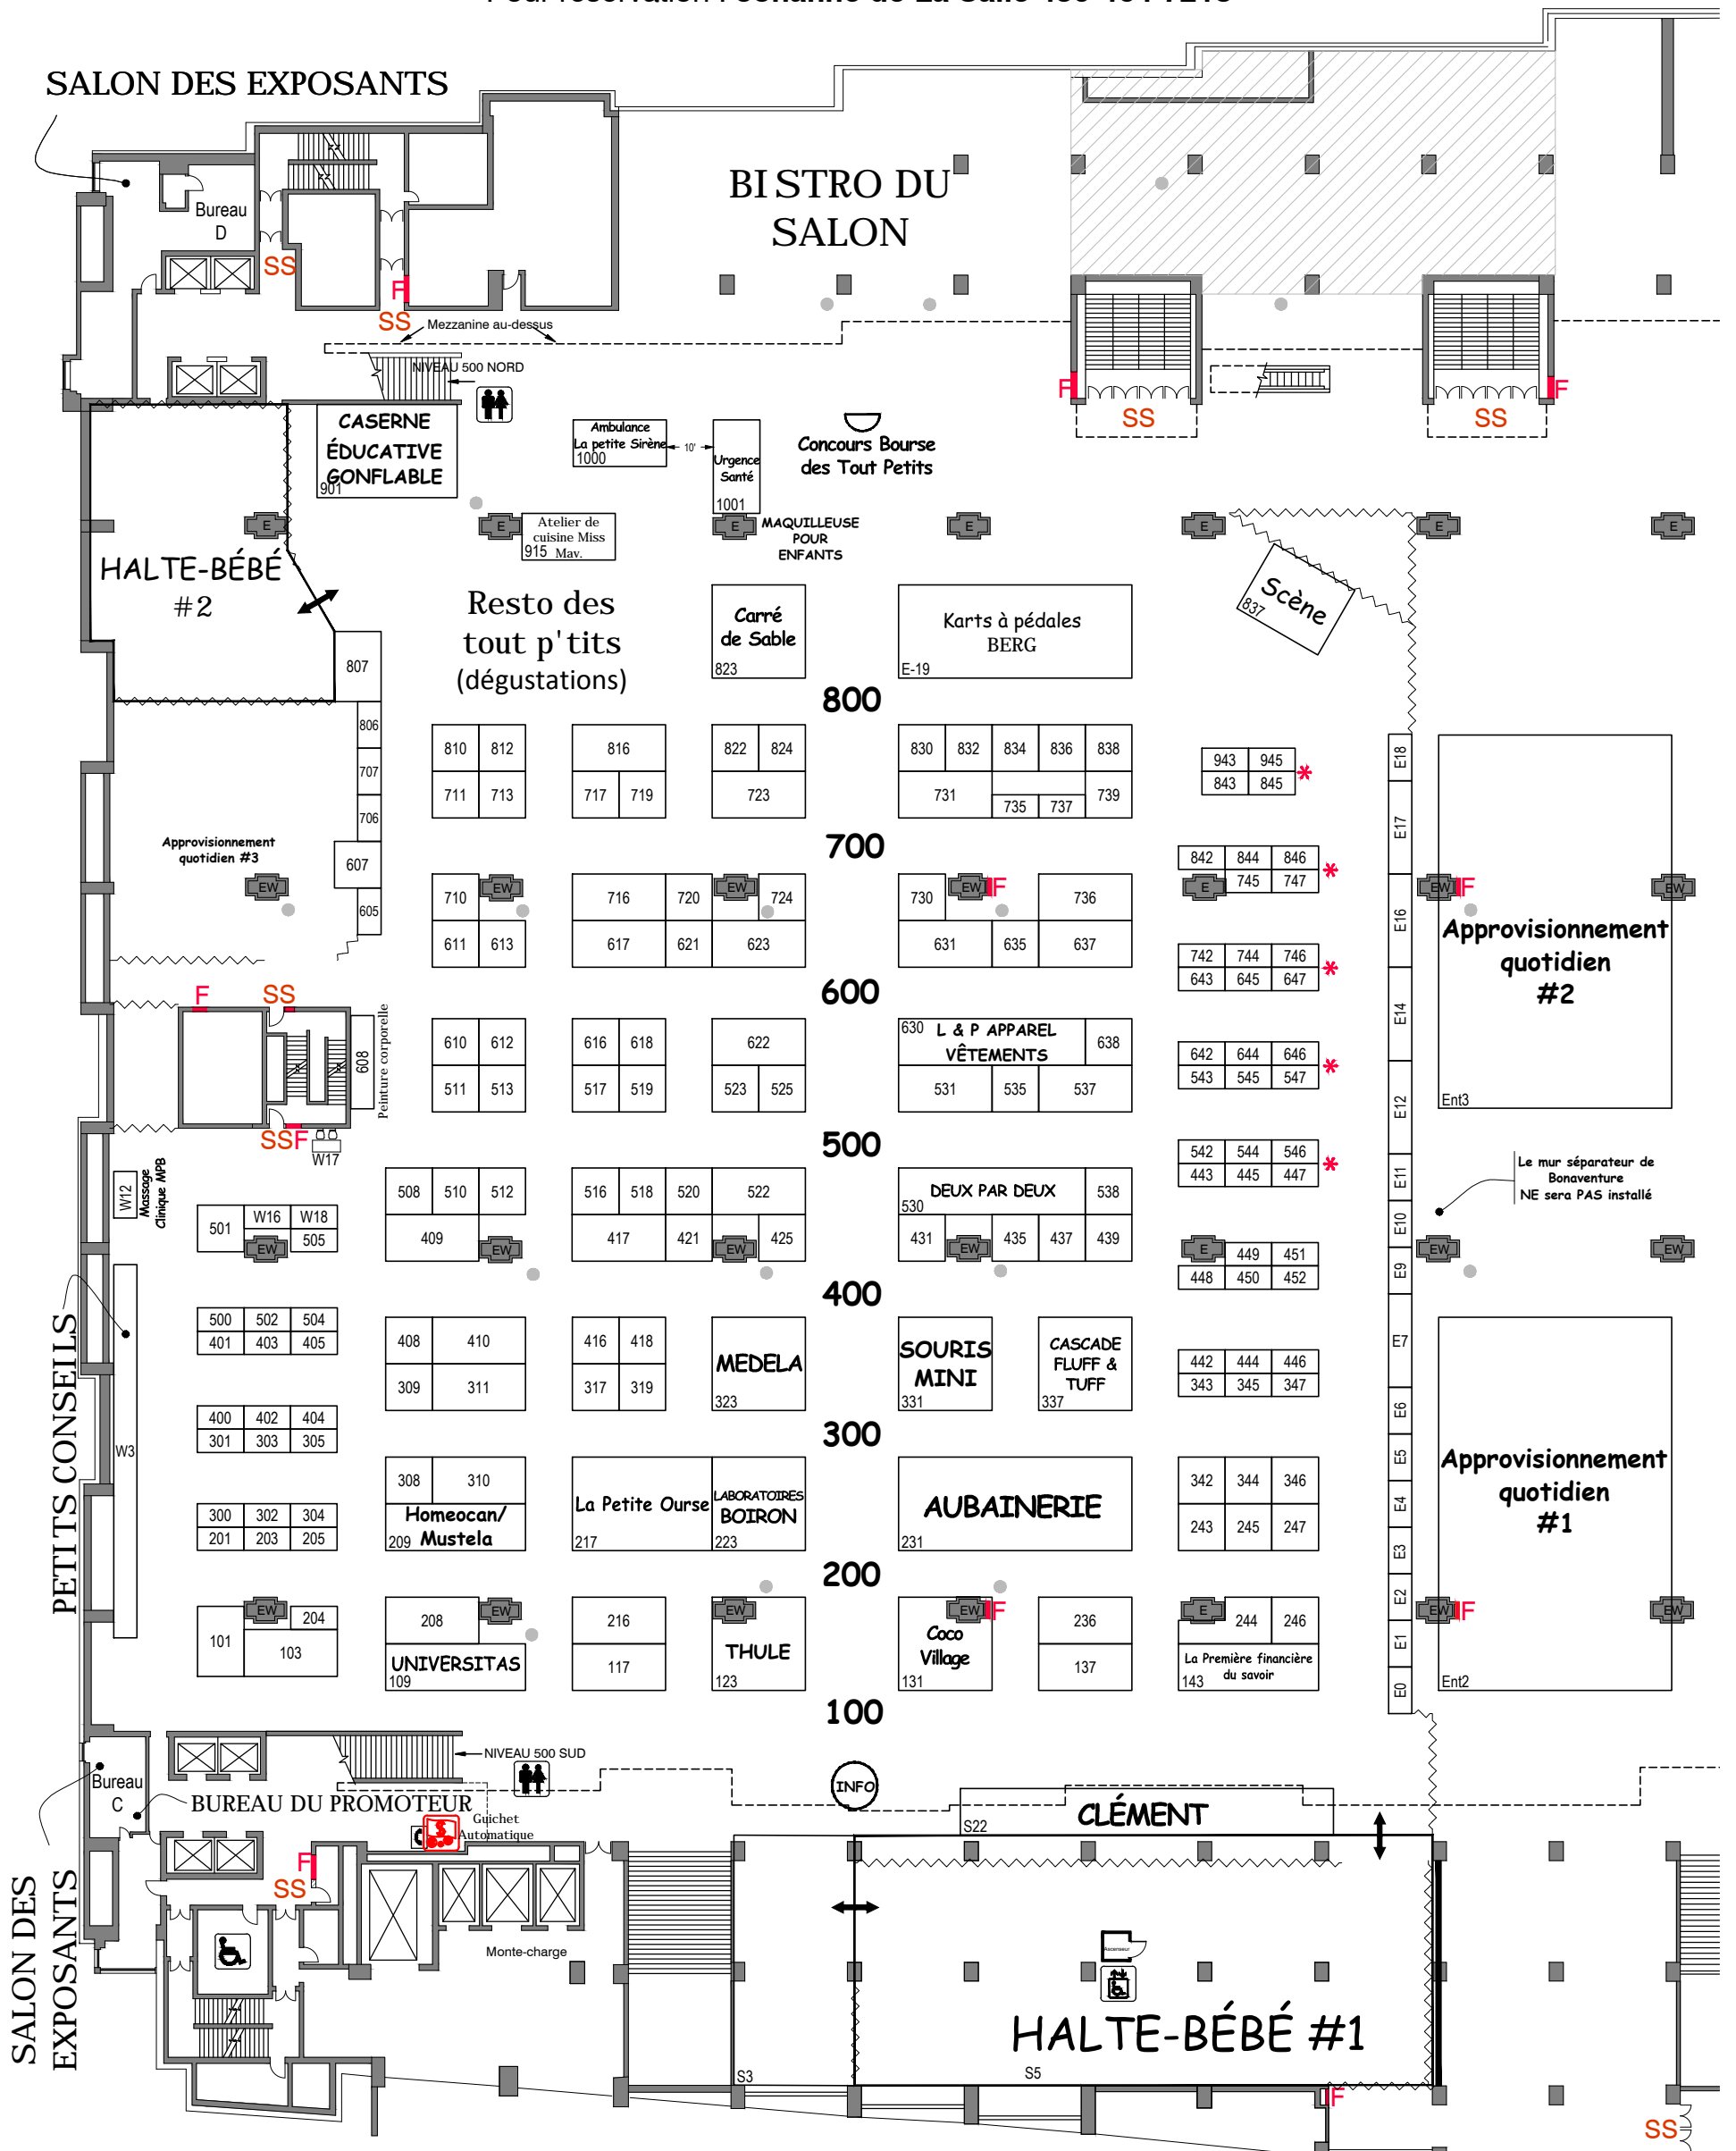 SALON DES EXPOSANTS
BISTRO DU
SALON
Bureau
D
SS
F
SS
Mezzanine au-dessus
NIVEAU 500 NORD
F
SS
SS
F
CASERNE
ÉDUCATIVE
GONFLABLE
901
Ambulance
La petite Sirène
1000
10'
Urgence
Santé
1001
Concours Bourse
des Tout Petits
E
E
Atelier de
cuisine Miss
915 Mav.
E
MAQUILLEUSE
POUR
ENFANTS
E
E
E
E
HALTE-BÉBÉ
#2
Resto des
tout p'tits
(dégustations)
Carré
de Sable
823
Karts à pédales
BERG
E-19
Scène
837
807
800
806
810 812 816 822 824 830 832 834 836 838
943 945
843 845 *
E18
707
711 713 717 719 723 731 735 737 739
706
E17
700
Approvisionnement
quotidien #3
607
842 844 846
E 745 747 *
EW
710 EW 716 720 EW 724 730 EW F 736
EW F EW
605
611 613 617 621 623 631 635 637
E16
Approvisionnement
quotidien
#2
742 744 746
643 645 647 *
600
F SS
E14
608
Peinture corporelle
610 612 616 618 622
630 L & P APPAREL
VÊTEMENTS
638
642 644 646
543 545 547 *
511 513 517 519 523 525 531 535 537
E12
Ent3
SS F
W17
500
542 544 546
443 445 447 *
E11
Le mur séparateur de
Bonaventure
NE sera PAS installé
W12
Massage
Clinique MPB
508 510 512 516 518 520 522
DEUX PAR DEUX
530
538
501 W16 W18
505
EW
409 EW 417 421 EW 425 431 EW 435 437 439
E 449 451
448 450 452
E10
E9
EW EW
400
PETITS CONSEILS
500 502 504
401 403 405
408 410 416 418
309 311 317 319
MEDELA
323
SOURIS
MINI
331
CASCADE
FLUFF &
TUFF
337
442 444 446
343 345 347
E7
E6
400 402 404
301 303 305
W3
300
308 310
Homeocan/
209 Mustela
La Petite Ourse
217
LABORATOIRES
BOIRON
223
AUBAINERIE
231
342 344 346
243 245 247
E5
E4
E3
Approvisionnement
quotidien
#1
300 302 304
201 203 205
200
101 EW 204
103
208 EW
UNIVERSITAS
109
216
117
EW
THULE
123
EW F
Coco
Village
131
236
137
E 244 246
La Première financière
du savoir
143
E2
E1
E0
EW F EW
Ent2
100
NIVEAU 500 SUD
INFO
Bureau
C
BUREAU DU PROMOTEUR
Guichet
Automatique
$
CLÉMENT
S22
F
SS
SALON DES
EXPOSANTS
Monte-charge
Ascenseur
HALTE-BÉBÉ #1
S3
S5
F
SS